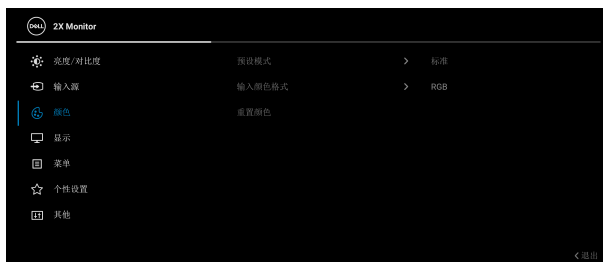 DELL 2X Monitor
亮度/对比度 预设模式 > 标准
输入源 输入颜色格式 > RGB
颜色 重置颜色
显示
菜单
个性设置
其他
退出